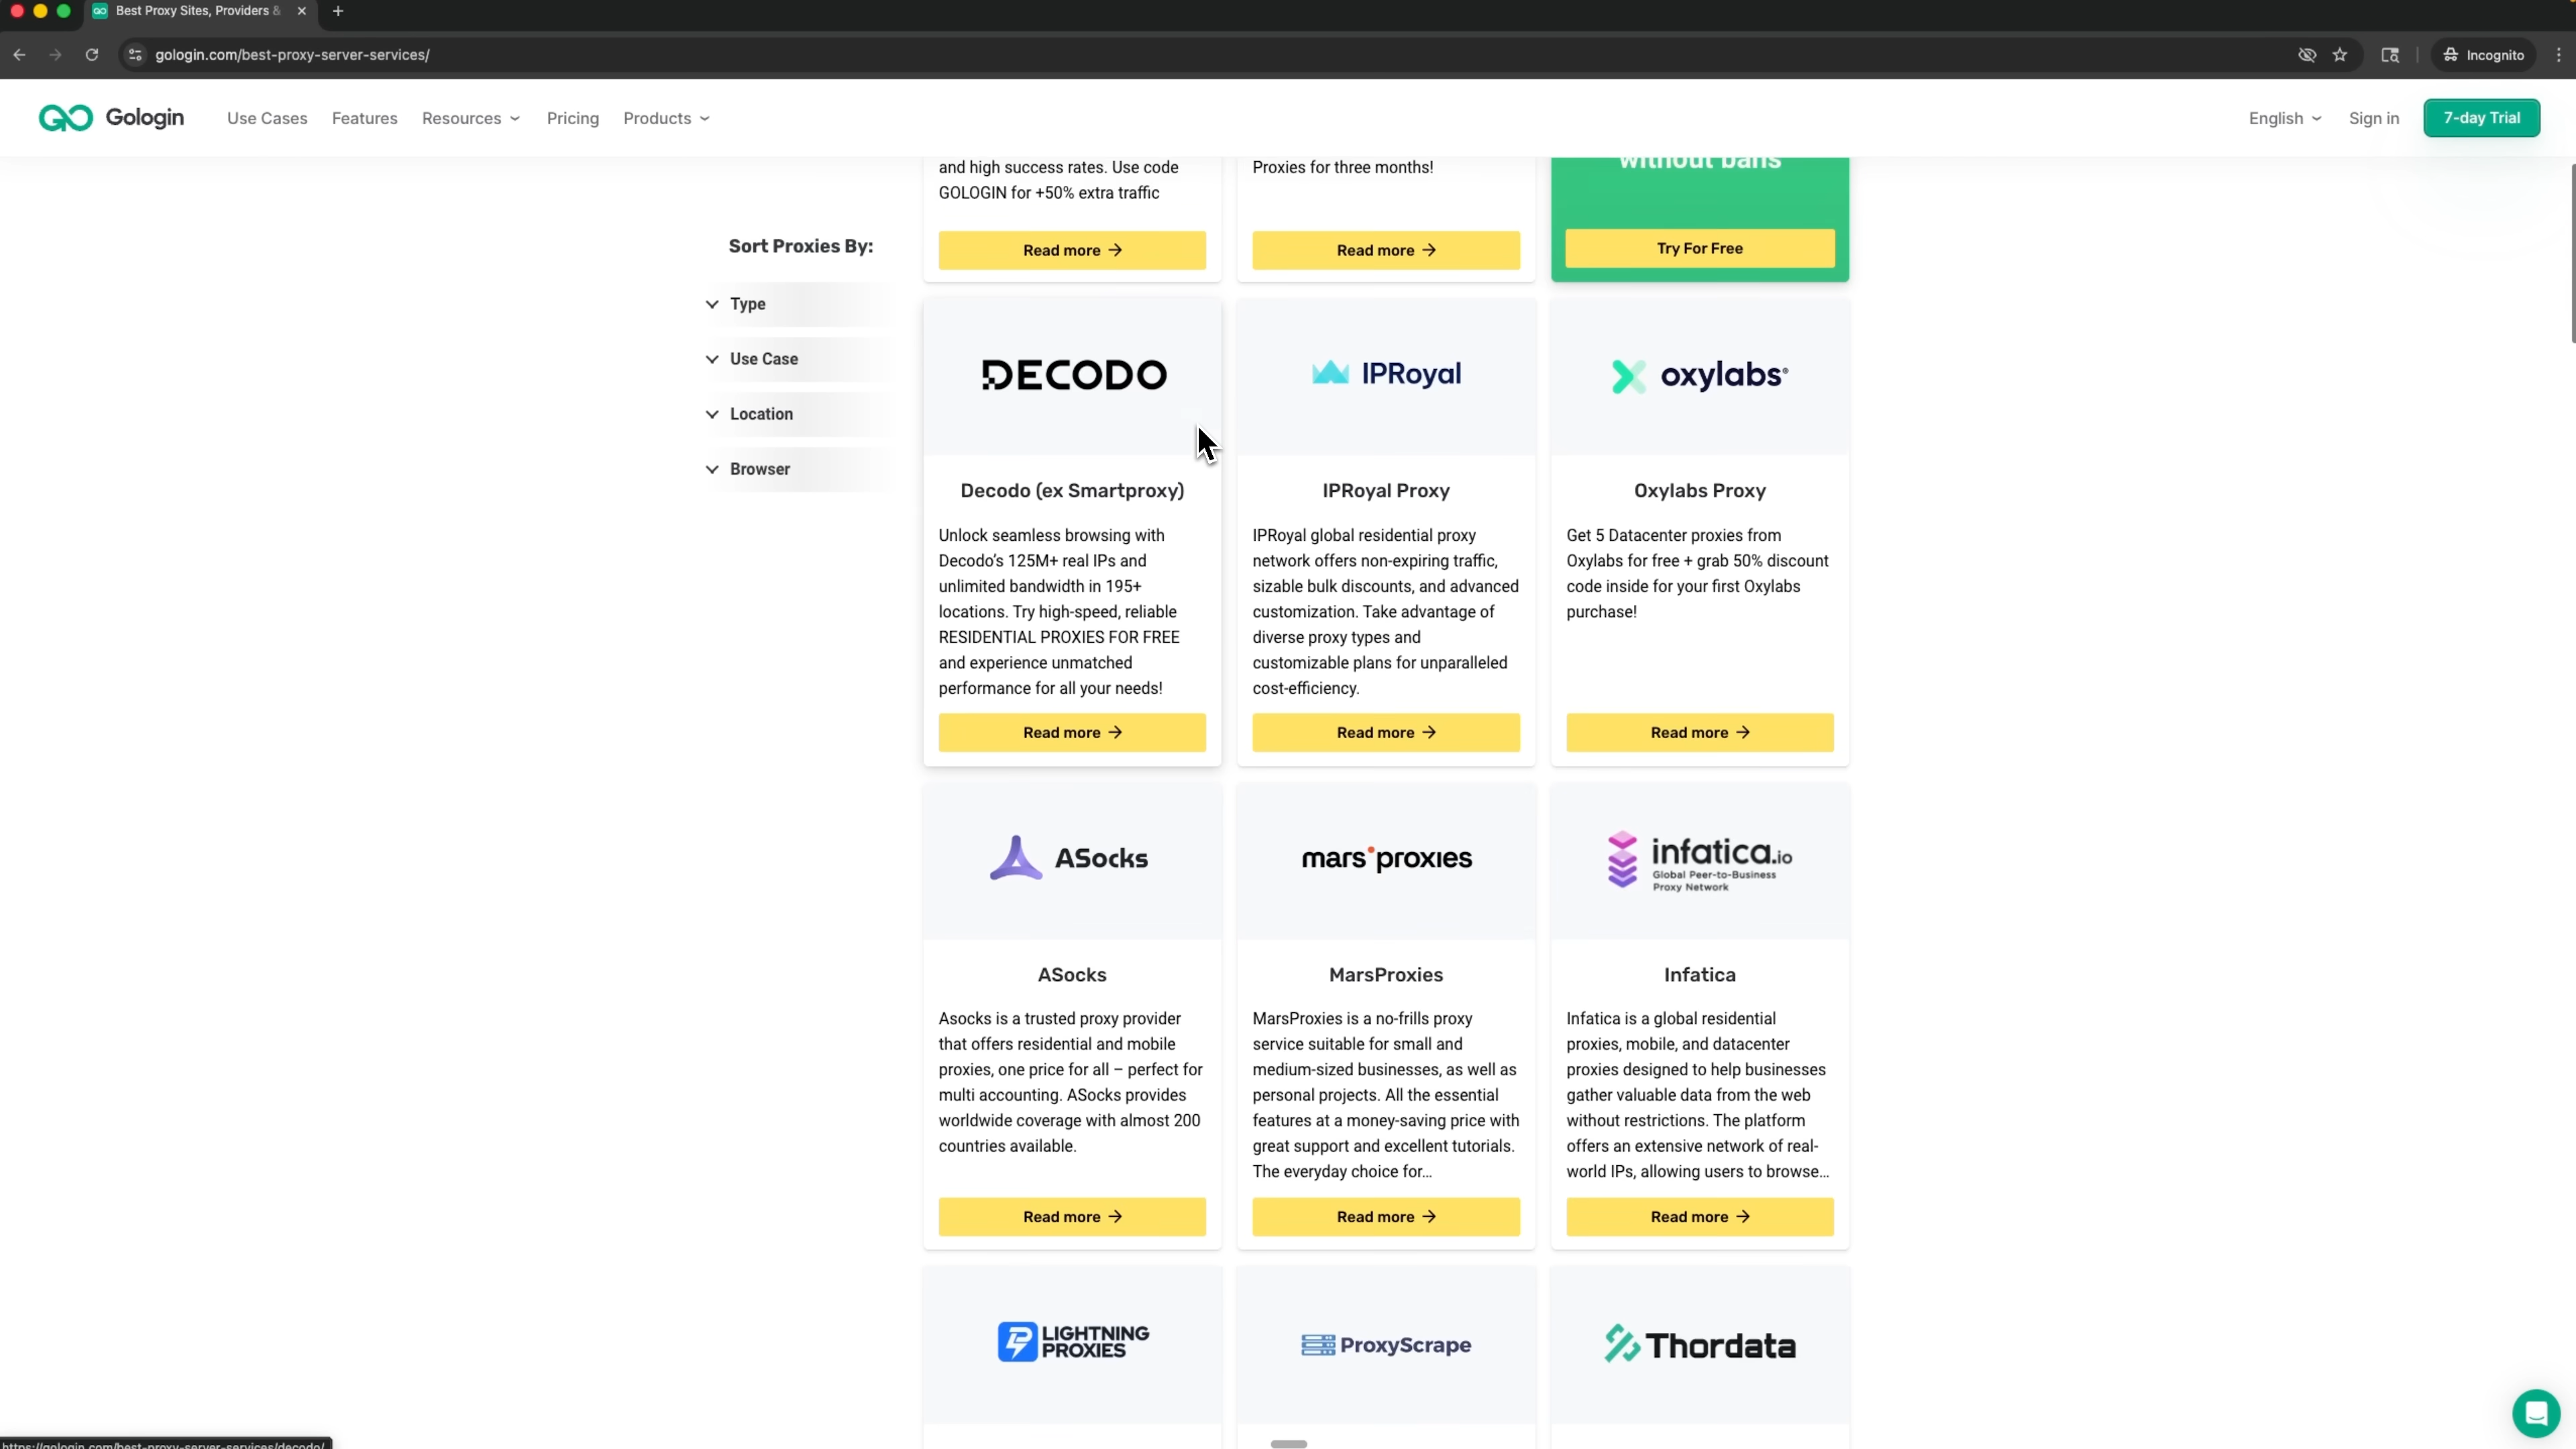 Best Proxy Sites, Providers &
gologin.com/best-proxy-server-services/
Incognito
Gologin
Use Cases
Features
Resources
Pricing
Products
English
Sign in
7-day Trial
and high success rates. Use code
GOLOGIN for +50% extra traffic
Read more →
Proxies for three months!
Read more →
without bans
Try For Free
Sort Proxies By:
Type
Use Case
Location
Browser
DECODO
Decodo (ex Smartproxy)
Unlock seamless browsing with
Decodo's 125M+ real IPs and
unlimited bandwidth in 195+
locations. Try high-speed, reliable
RESIDENTIAL PROXIES FOR FREE
and experience unmatched
performance for all your needs!
Read more →
IPRoyal
IPRoyal Proxy
IPRoyal global residential proxy
network offers non-expiring traffic,
sizable bulk discounts, and advanced
customization. Take advantage of
diverse proxy types and
customizable plans for unparalleled
cost-efficiency.
Read more →
oxylabs®
Oxylabs Proxy
Get 5 Datacenter proxies from
Oxylabs for free + grab 50% discount
code inside for your first Oxylabs
purchase!
Read more →
ASocks
ASocks
Asocks is a trusted proxy provider
that offers residential and mobile
proxies, one price for all – perfect for
multi accounting. ASocks provides
worldwide coverage with almost 200
countries available.
Read more →
mars proxies
MarsProxies
MarsProxies is a no-frills proxy
service suitable for small and
medium-sized businesses, as well as
personal projects. All the essential
features at a money-saving price with
great support and excellent tutorials.
The everyday choice for...
Read more →
infatica.io
Global Peer-to-Business
Proxy Network
Infatica
Infatica is a global residential
proxies, mobile, and datacenter
proxies designed to help businesses
gather valuable data from the web
without restrictions. The platform
offers an extensive network of real-
world IPs, allowing users to browse...
Read more →
LIGHTNING
PROXIES
ProxyScrape
Thordata
https://gologin.com/best-proxy-server-services/decodo/